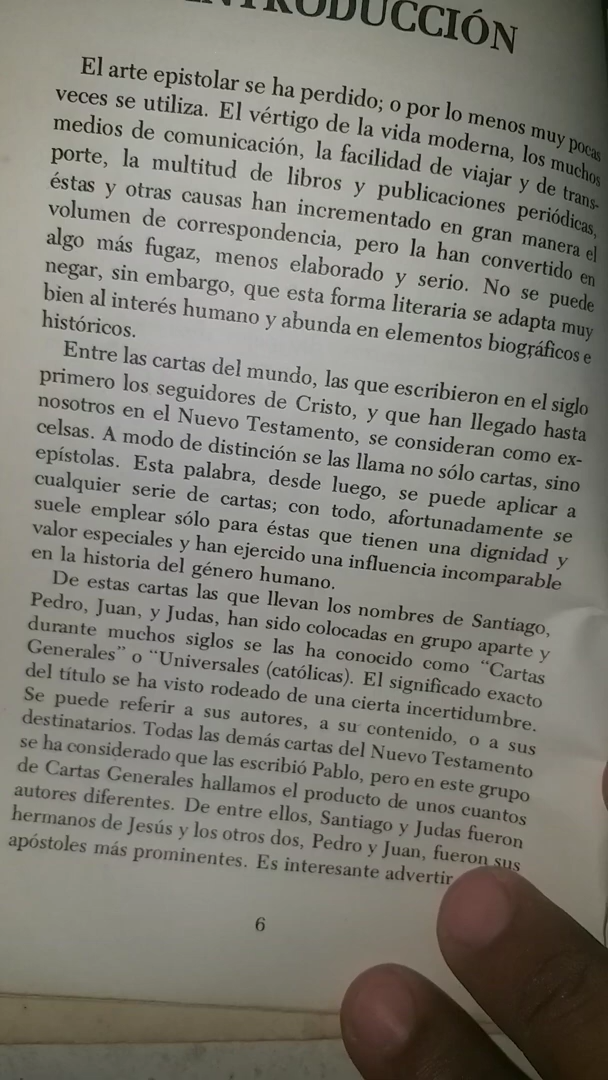 INTRODUCCIÓN
El arte epistolar se ha perdido; o por lo menos muy pocas
veces se utiliza. El vértigo de la vida moderna, los muchos
medios de comunicación, la facilidad de viajar y de trans-
porte, la multitud de libros y publicaciones periódicas,
éstas y otras causas han incrementado en gran manera el
volumen de correspondencia, pero la han convertido en
algo más fugaz, menos elaborado y serio. No se puede
negar, sin embargo, que esta forma literaria se adapta muy
bien al interés humano y abunda en elementos biográficos e
históricos.
Entre las cartas del mundo, las que escribieron en el siglo
primero los seguidores de Cristo, y que han llegado hasta
nosotros en el Nuevo Testamento, se consideran como ex-
celsas. A modo de distinción se las llama no sólo cartas, sino
epístolas. Esta palabra, desde luego, se puede aplicar a
cualquier serie de cartas; con todo, afortunadamente se
suele emplear sólo para éstas que tienen una dignidad y
valor especiales y han ejercido una influencia incomparable
en la historia del género humano.
De estas cartas las que llevan los nombres de Santiago,
Pedro, Juan, y Judas, han sido colocadas en grupo aparte y
durante muchos siglos se las ha conocido como "Cartas
Generales" o "Universales (católicas). El significado exacto
del título se ha visto rodeado de una cierta incertidumbre.
Se puede referir a sus autores, a su contenido, o a sus
destinatarios. Todas las demás cartas del Nuevo Testamento
se ha considerado que las escribió Pablo, pero en este grupo
de Cartas Generales hallamos el producto de unos cuantos
autores diferentes. De entre ellos, Santiago y Judas fueron
hermanos de Jesús y los otros dos, Pedro y Juan, fueron sus
apóstoles más prominentes. Es interesante advertir
6